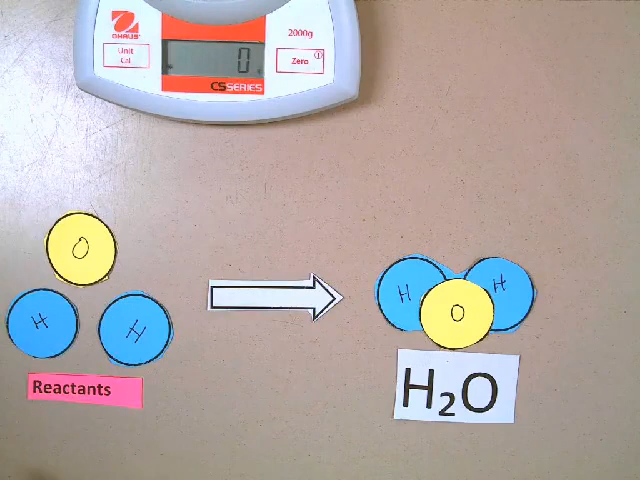 OHAUS
2000g
Unit
Cal
0
Zero
CS SERIES
O
H
H
Reactants
H
H
O
H₂O